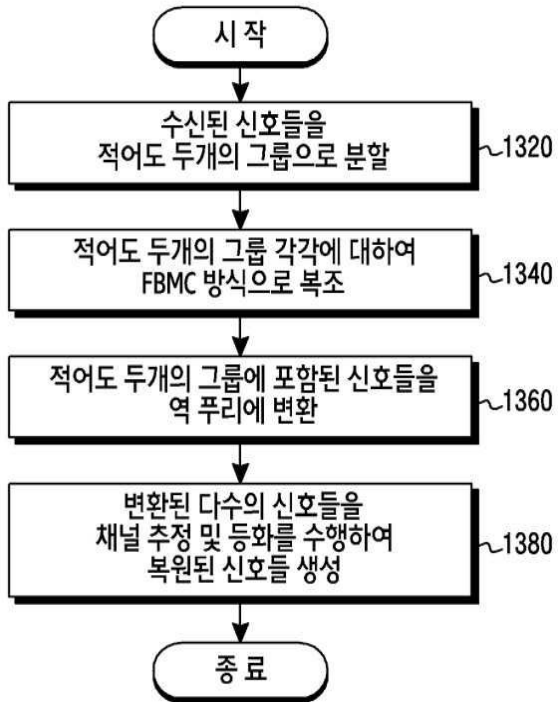 시 작
수신된 신호들을
적어도 두개의 그룹으로 분할
1320
적어도 두개의 그룹 각각에 대하여
FBMC 방식으로 복조
1340
적어도 두개의 그룹에 포함된 신호들을
역 푸리에 변환
1360
변환된 다수의 신호들을
채널 추정 및 등화를 수행하여
복원된 신호들 생성
1380
종 료